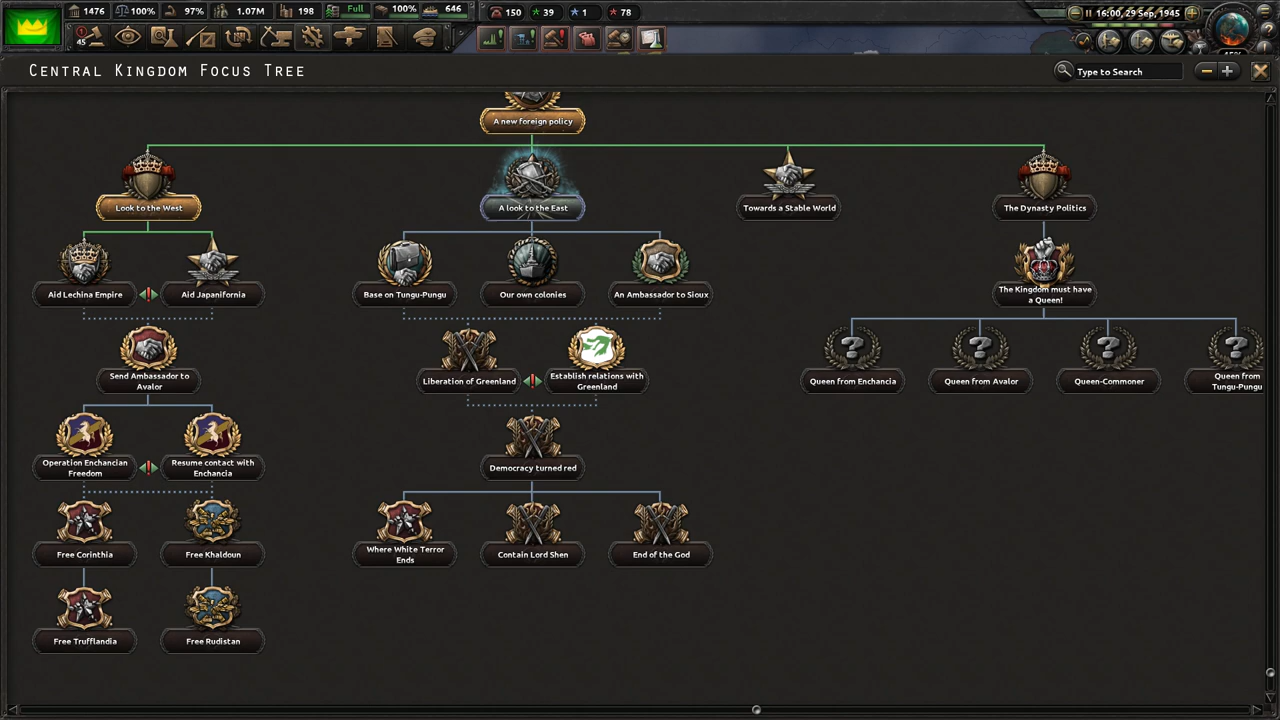 1476
100%
97%
1.07M
198
Full
100%
646
150
39
1
78
16:00, 29 Sep, 1945
45
45%
CENTRAL KINGDOM FOCUS TREE
Type to Search
A new foreign policy
Look to the West
A look to the East
Towards a Stable World
The Dynasty Politics
Aid Lechina Empire
Aid Japanifornia
Base on Tungu-Pungu
Our own colonies
An Ambassador to Sioux
The Kingdom must have
a Queen!
Send Ambassador to
Avalor
Liberation of Greenland
Establish relations with
Greenland
Queen from Enchancia
Queen from Avalor
Queen-Commoner
Queen from
Tungu-Pungu
Operation Enchancian
Freedom
Resume contact with
Enchancia
Democracy turned red
Free Corinthia
Free Khaldoun
Where White Terror
Ends
Contain Lord Shen
End of the God
Free Trufflandia
Free Rudistan